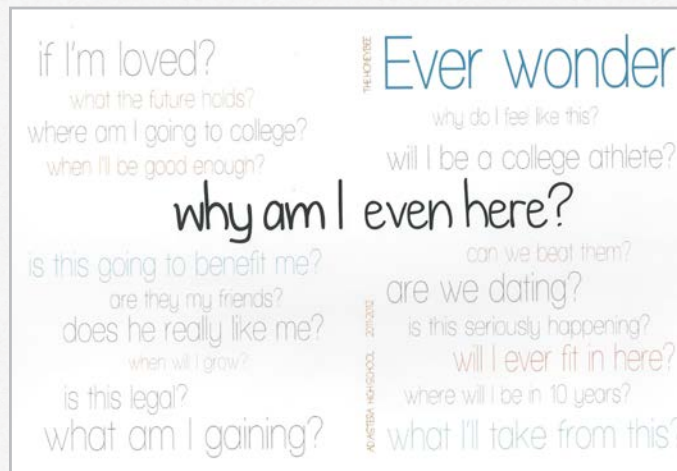 if I'm loved?
what the future holds?
where am I going to college?
when I'll be good enough?
THE HONEYBEE
Ever wonder
why do I feel like this?
will I be a college athlete?
why am I even here?
is this going to benefit me?
are they my friends?
does he really like me?
when will I grow?
is this legal?
what am I gaining?
HIGH SCHOOL 2011-2012
can we beat them?
are we dating?
is this seriously happening?
will I ever fit in here?
where will I be in 10 years?
what I'll take from this?